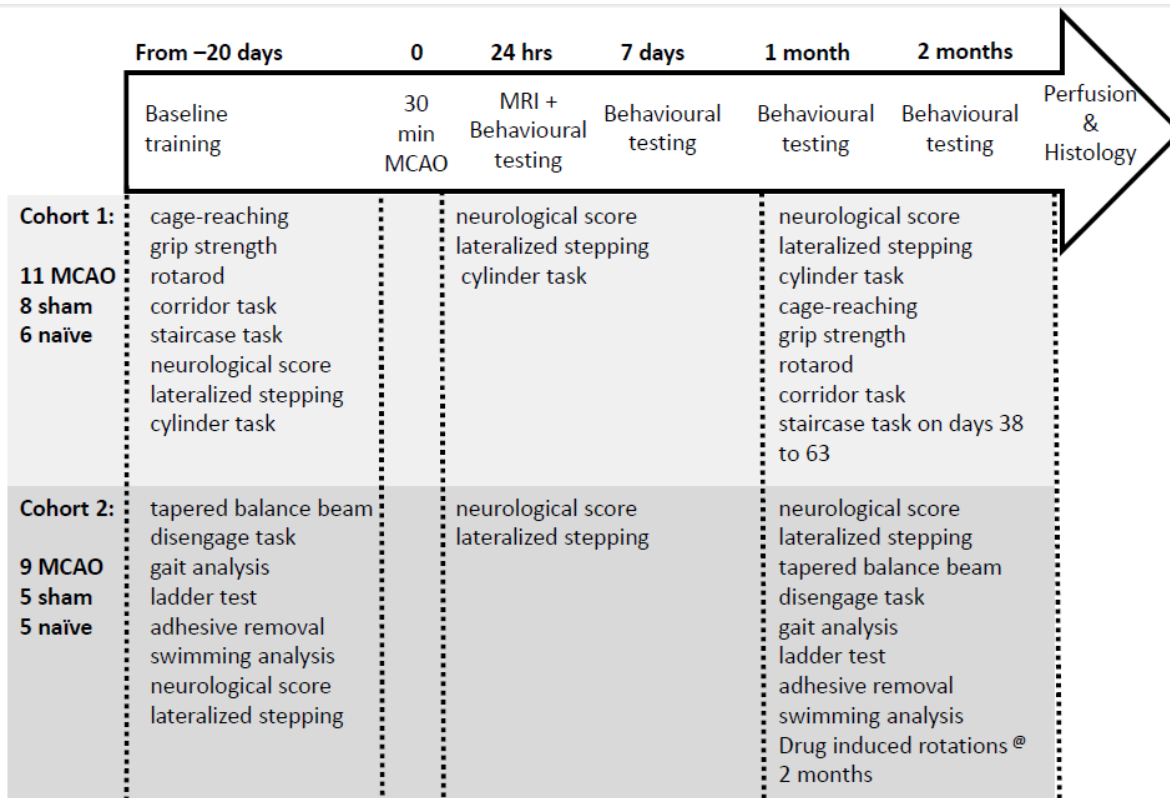 From –20 days 0 24 hrs 7 days 1 month 2 months
Baseline training
30 min MCAO
MRI + Behavioural testing
Behavioural testing
Behavioural testing
Behavioural testing
Perfusion & Histology
Cohort 1:
11 MCAO
8 sham
6 naïve
cage-reaching
grip strength
rotarod
corridor task
staircase task
neurological score
lateralized stepping
cylinder task
neurological score
lateralized stepping
cylinder task
neurological score
lateralized stepping
cylinder task
cage-reaching
grip strength
rotarod
corridor task
staircase task on days 38
to 63
Cohort 2:
9 MCAO
5 sham
5 naïve
tapered balance beam
disengage task
gait analysis
ladder test
adhesive removal
swimming analysis
neurological score
lateralized stepping
neurological score
lateralized stepping
neurological score
lateralized stepping
tapered balance beam
disengage task
gait analysis
ladder test
adhesive removal
swimming analysis
Drug induced rotations @
2 months